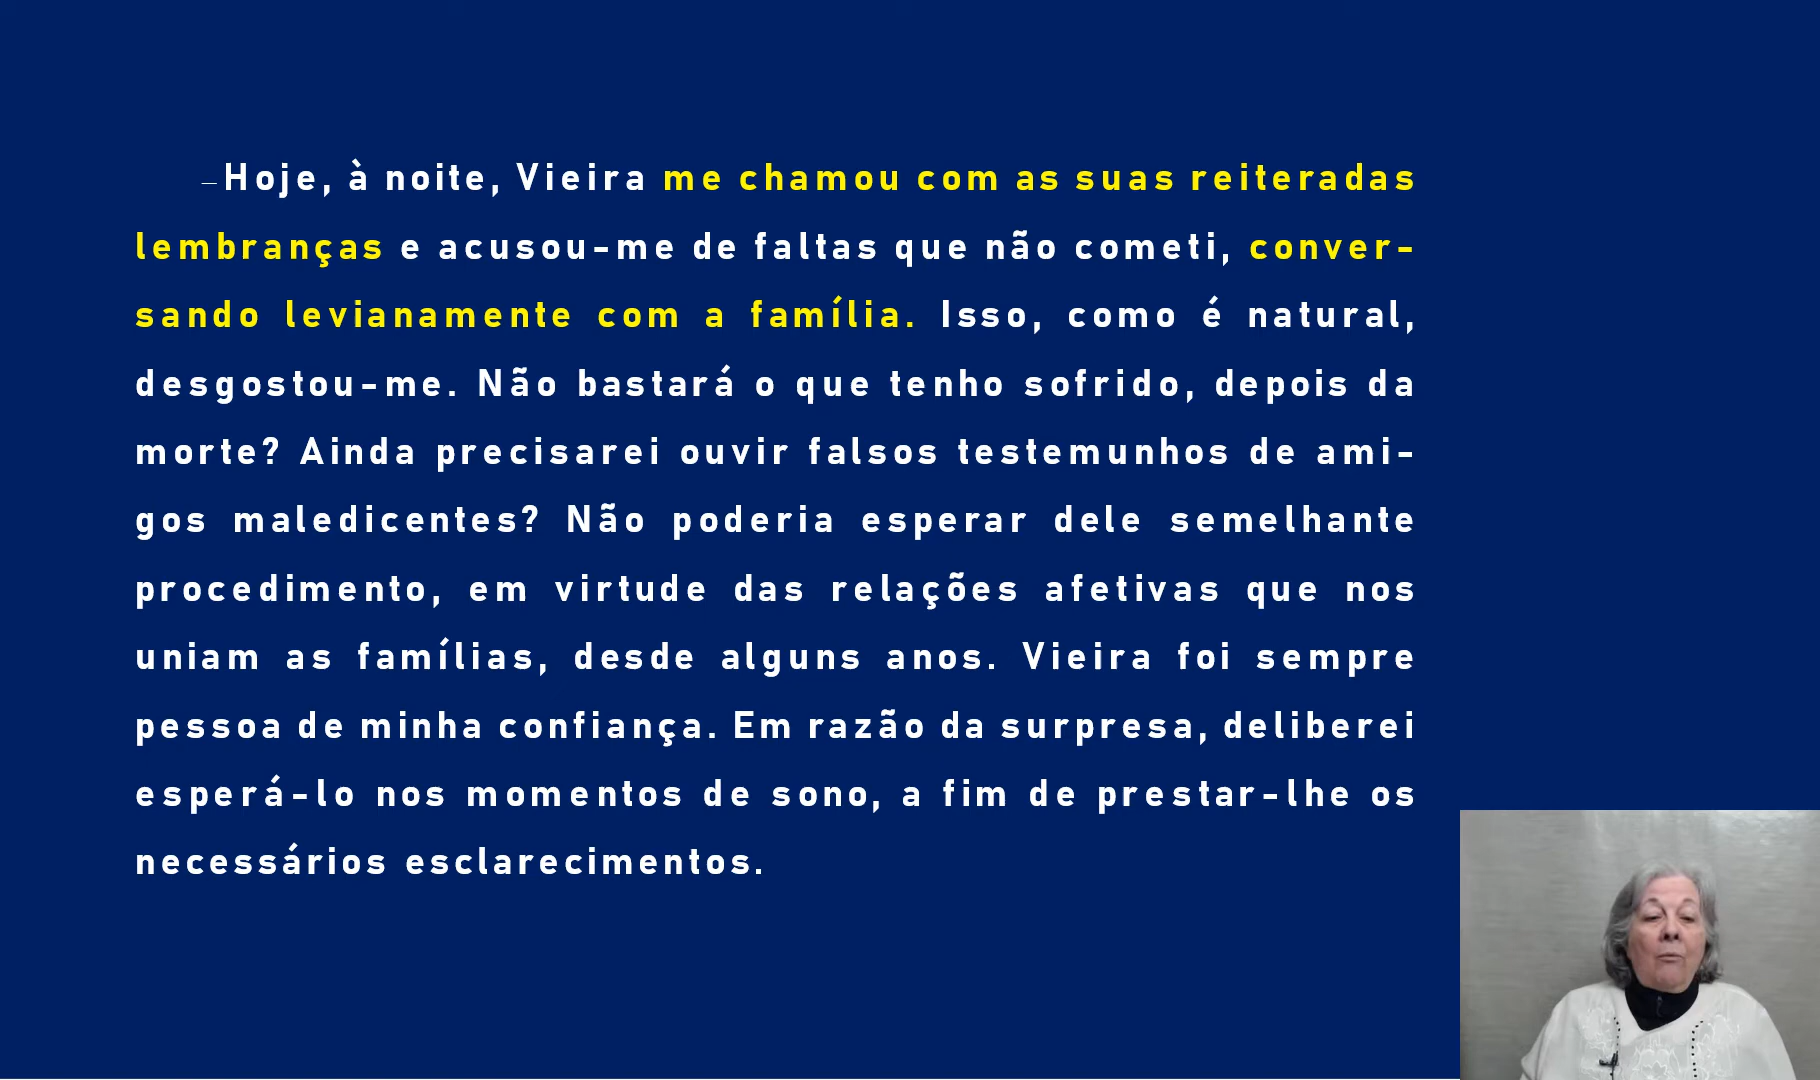 –Hoje, à noite, Vieira me chamou com as suas reiteradas
lembranças e acusou-me de faltas que não cometi, conver-
sando levianamente com a família. Isso, como é natural,
desgostou-me. Não bastará o que tenho sofrido, depois da
morte? Ainda precisarei ouvir falsos testemunhos de ami-
gos maledicentes? Não poderia esperar dele semelhante
procedimento, em virtude das relações afetivas que nos
uniam as famílias, desde alguns anos. Vieira foi sempre
pessoa de minha confiança. Em razão da surpresa, deliberei
esperá-lo nos momentos de sono, a fim de prestar-lhe os
necessários esclarecimentos.